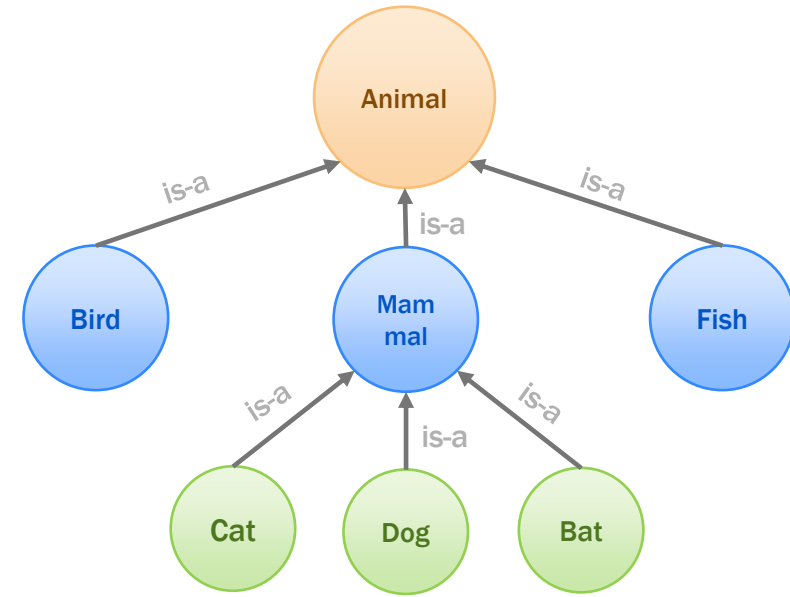 Animal
is-a
is-a
is-a
Bird
Mam
mal
Fish
is-a
is-a
is-a
Cat
Dog
Bat